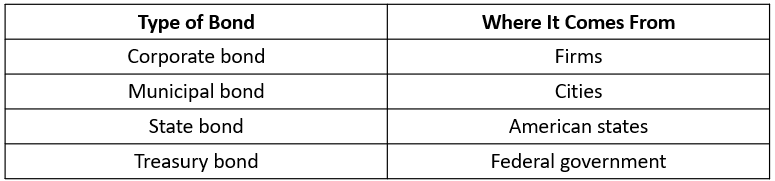 Type of Bond Where It Comes From
Corporate bond Firms
Municipal bond Cities
State bond American states
Treasury bond Federal government